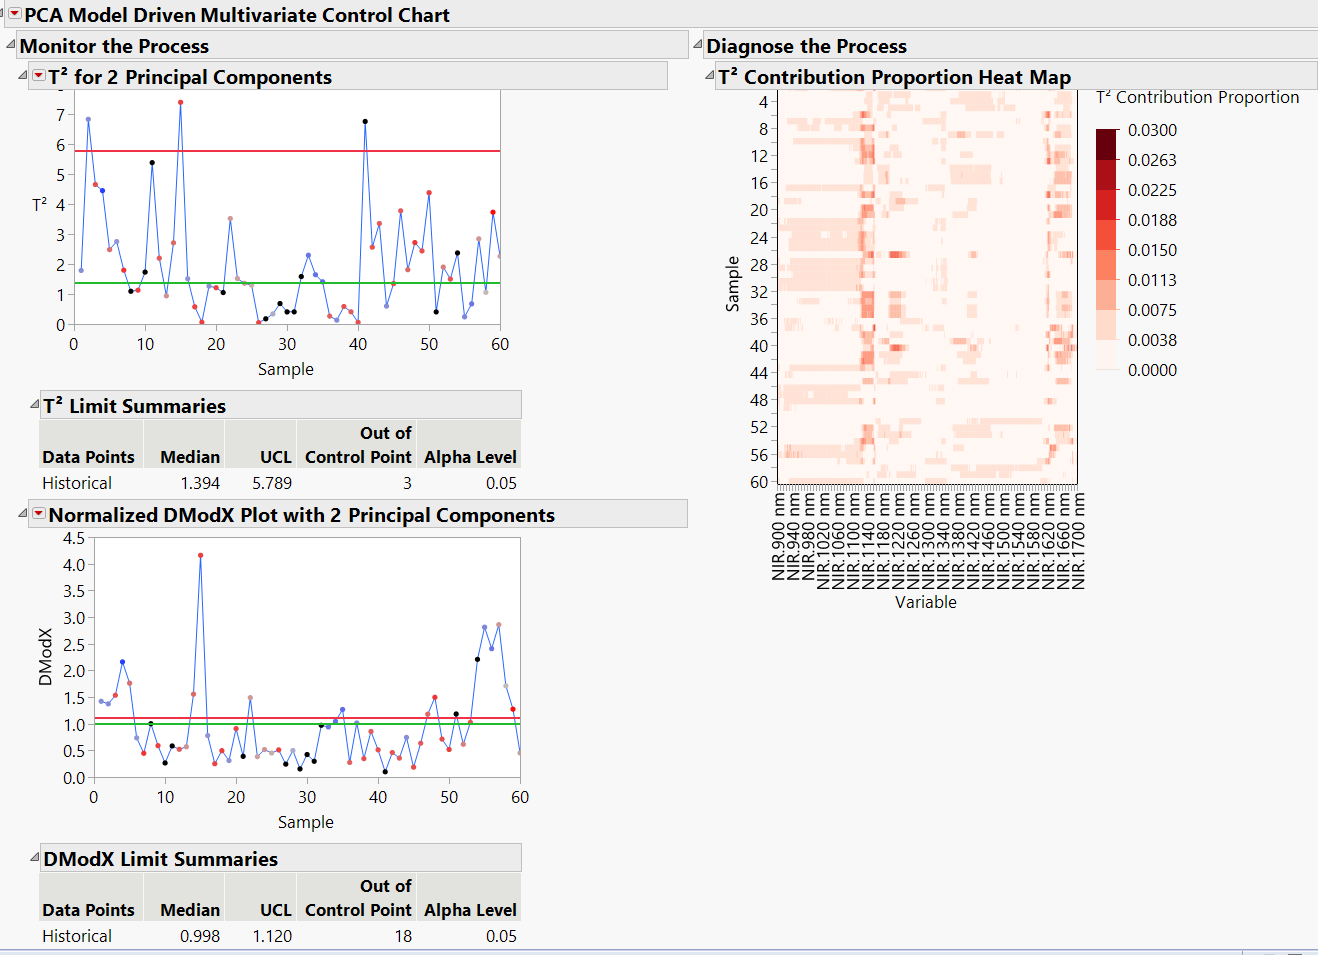 PCA Model Driven Multivariate Control Chart
Monitor the Process
T² for 2 Principal Components
7
6
5
4
3
2
1
0
T²
0 10 20 30 40 50 60
Sample
T² Limit Summaries
Data Points Median UCL Out of Control Point Alpha Level
Historical 1.394 5.789 3 0.05
Normalized DModX Plot with 2 Principal Components
4.5
4.0
3.5
3.0
2.5
2.0
1.5
1.0
0.5
0.0
DModX
0 10 20 30 40 50 60
Sample
DModX Limit Summaries
Data Points Median UCL Out of Control Point Alpha Level
Historical 0.998 1.120 18 0.05
Diagnose the Process
T² Contribution Proportion Heat Map
4
8
12
16
20
24
28
32
36
40
44
48
52
56
60
Sample
NIR.900 nm
NIR.940 nm
NIR.980 nm
NIR.1020 nm
NIR.1060 nm
NIR.1100 nm
NIR.1140 nm
NIR.1180 nm
NIR.1220 nm
NIR.1260 nm
NIR.1300 nm
NIR.1340 nm
NIR.1380 nm
NIR.1420 nm
NIR.1460 nm
NIR.1500 nm
NIR.1540 nm
NIR.1580 nm
NIR.1620 nm
NIR.1660 nm
NIR.1700 nm
Variable
T² Contribution Proportion
0.0300
0.0263
0.0225
0.0188
0.0150
0.0113
0.0075
0.0038
0.0000